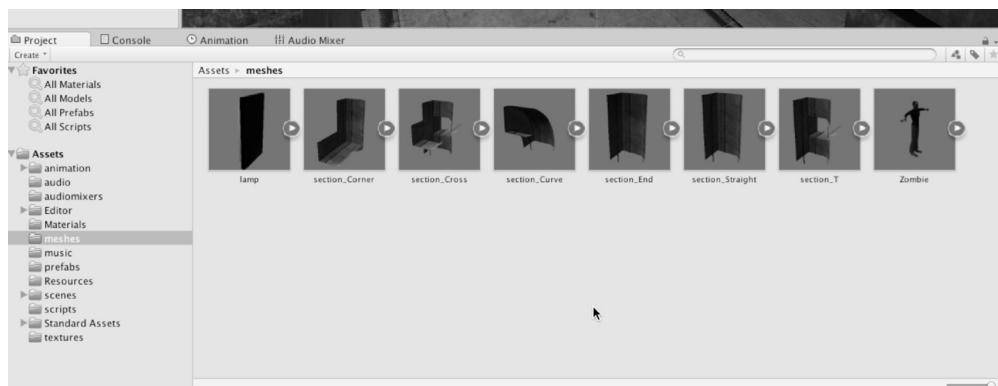 Project Console Animation Audio Mixer
Create
Favorites
All Materials
All Models
All Prefabs
All Scripts
Assets
animation
audio
audiomixers
Editor
Materials
meshes
music
prefabs
Resources
scenes
scripts
Standard Assets
textures
Assets meshes
lamp section_Corner section_Cross section_Curve section_End section_Straight section_T Zombie